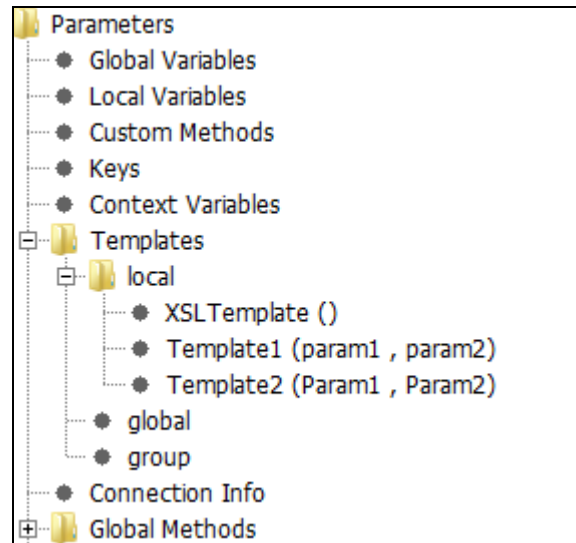 Parameters
Global Variables
Local Variables
Custom Methods
Keys
Context Variables
Templates
local
XSLTemplate ()
Template1 (param1 , param2)
Template2 (Param1 , Param2)
global
group
Connection Info
Global Methods